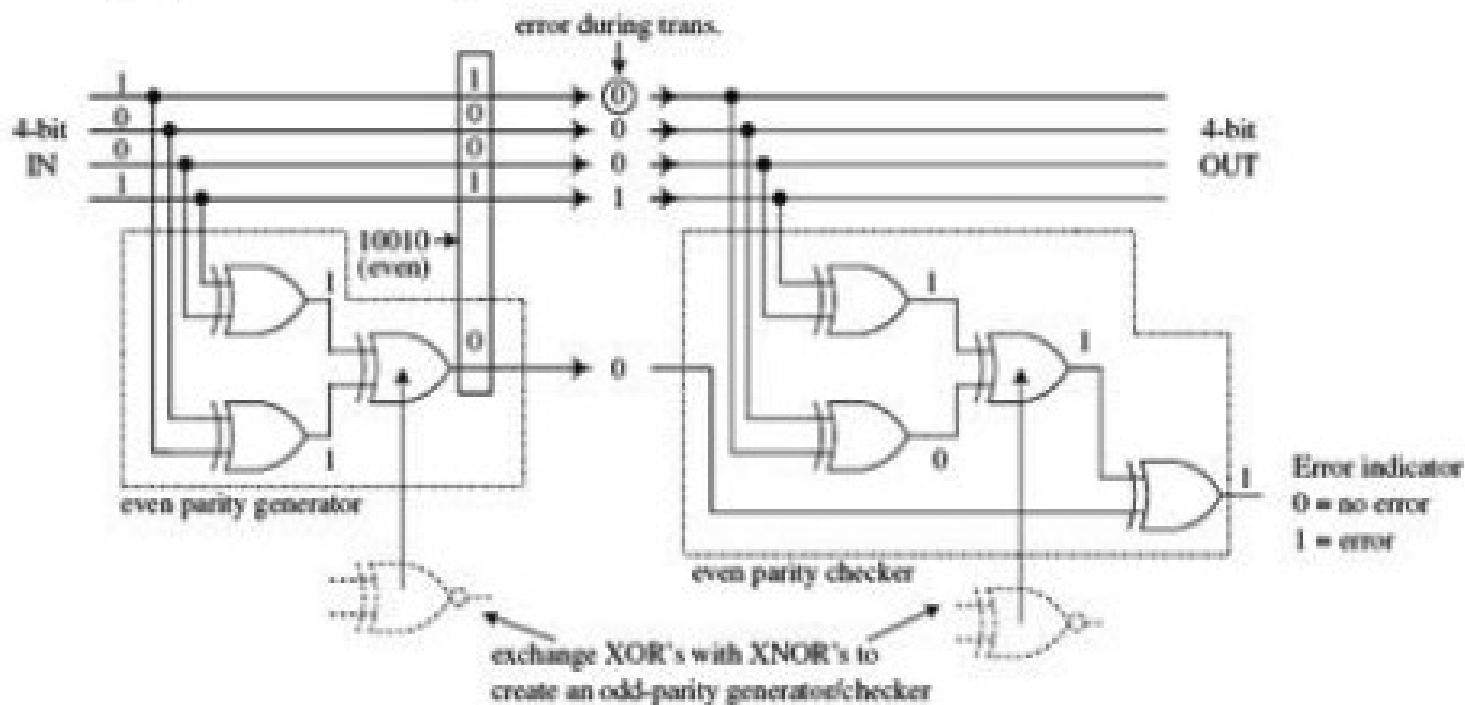 error during trans.
1
0
0
1
4-bit
IN
1
0
0
1
0
0
0
1
4-bit
OUT
10010
(even)
1
1
0
0
1
0
1
1
even parity generator
even parity checker
Error indicator
0 = no error
1 = error
exchange XOR's with XNOR's to
create an odd-parity generator/checker